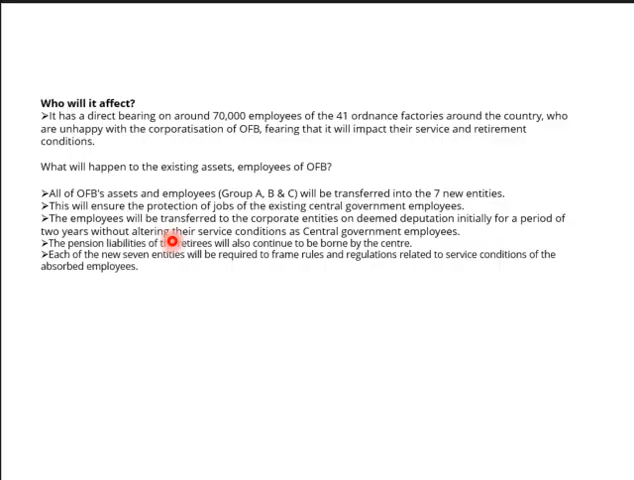 Who will it affect?
➢It has a direct bearing on around 70,000 employees of the 41 ordnance factories around the country, who
are unhappy with the corporatisation of OFB, fearing that it will impact their service and retirement
conditions.
What will happen to the existing assets, employees of OFB?
➢All of OFB's assets and employees (Group A, B & C) will be transferred into the 7 new entities.
➢This will ensure the protection of jobs of the existing central government employees.
➢The employees will be transferred to the corporate entities on deemed deputation initially for a period of
two years without altering their service conditions as Central government employees.
➢The pension liabilities of etirees will also continue to be borne by the centre.
➢Each of the new seven entities will be required to frame rules and regulations related to service conditions of the
absorbed employees.